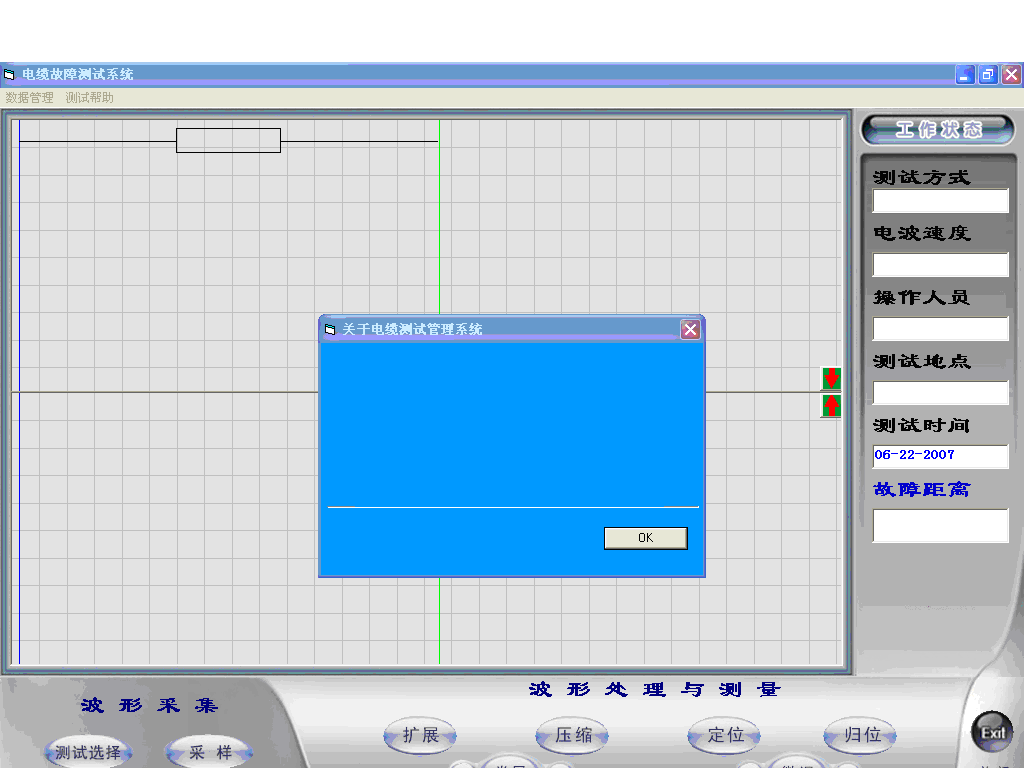 电缆故障测试系统
数据管理 测试帮助
工作状态
测试方式
电波速度
操作人员
测试地点
测试时间
06-22-2007
故障距离
关于电缆测试管理系统
OK
波形采集
测试选择
采样
波形处理与测量
扩展
压缩
定位
归位
Exit